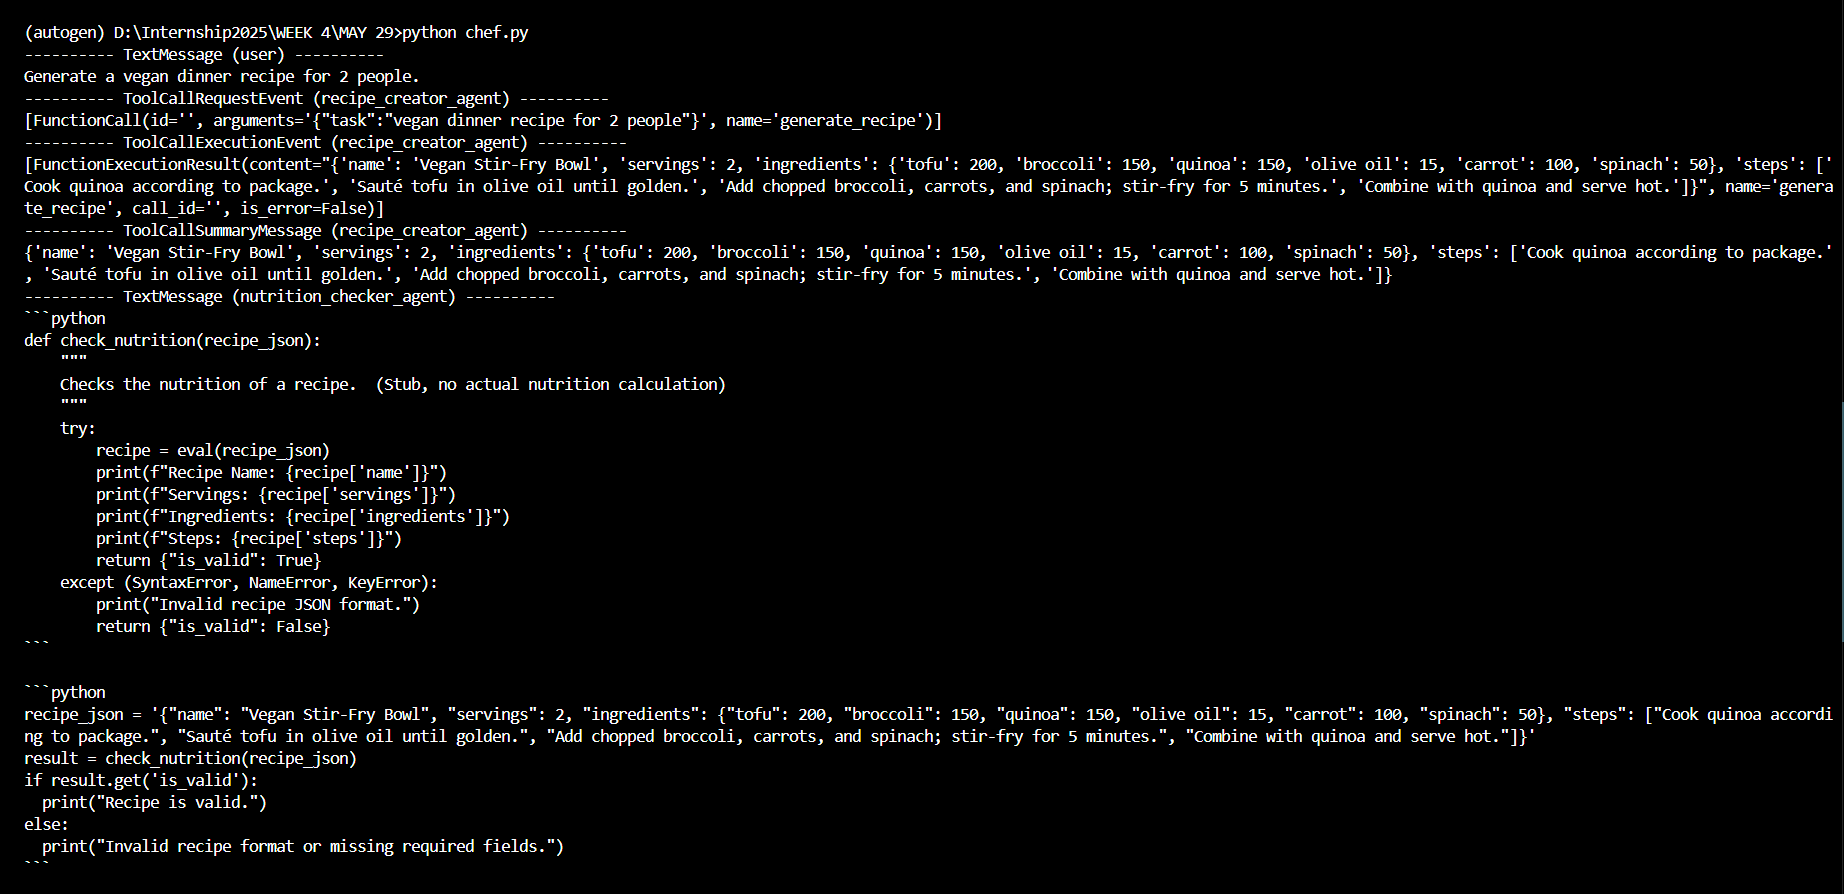 (autogen) D:\Internship2025\WEEK 4\MAY 29>python chef.py
---------- TextMessage (user) ----------
Generate a vegan dinner recipe for 2 people.
---------- ToolCallRequestEvent (recipe_creator_agent) ----------
[FunctionCall(id='', arguments='{"task":"vegan dinner recipe for 2 people"}', name='generate_recipe')]
---------- ToolCallExecutionEvent (recipe_creator_agent) ----------
[FunctionExecutionResult(content="{'name': 'Vegan Stir-Fry Bowl', 'servings': 2, 'ingredients': {'tofu': 200, 'broccoli': 150, 'quinoa': 150, 'olive oil': 15, 'carrot': 100, 'spinach': 50}, 'steps': ['
Cook quinoa according to package.', 'Sauté tofu in olive oil until golden.', 'Add chopped broccoli, carrots, and spinach; stir-fry for 5 minutes.', 'Combine with quinoa and serve hot.']}", name='genera
te_recipe', call_id='', is_error=False)]
---------- ToolCallSummaryMessage (recipe_creator_agent) ----------
{'name': 'Vegan Stir-Fry Bowl', 'servings': 2, 'ingredients': {'tofu': 200, 'broccoli': 150, 'quinoa': 150, 'olive oil': 15, 'carrot': 100, 'spinach': 50}, 'steps': ['Cook quinoa according to package.'
, 'Sauté tofu in olive oil until golden.', 'Add chopped broccoli, carrots, and spinach; stir-fry for 5 minutes.', 'Combine with quinoa and serve hot.']}
---------- TextMessage (nutrition_checker_agent) ----------
```python
def check_nutrition(recipe_json):
    """
    Checks the nutrition of a recipe.  (Stub, no actual nutrition calculation)
    """
    try:
        recipe = eval(recipe_json)
        print(f"Recipe Name: {recipe['name']}")
        print(f"Servings: {recipe['servings']}")
        print(f"Ingredients: {recipe['ingredients']}")
        print(f"Steps: {recipe['steps']}")
        return {"is_valid": True}
    except (SyntaxError, NameError, KeyError):
        print("Invalid recipe JSON format.")
        return {"is_valid": False}
```

```python
recipe_json = '{"name": "Vegan Stir-Fry Bowl", "servings": 2, "ingredients": {"tofu": 200, "broccoli": 150, "quinoa": 150, "olive oil": 15, "carrot": 100, "spinach": 50}, "steps": ["Cook quinoa accordi
ng to package.", "Sauté tofu in olive oil until golden.", "Add chopped broccoli, carrots, and spinach; stir-fry for 5 minutes.", "Combine with quinoa and serve hot."]}'
result = check_nutrition(recipe_json)
if result.get('is_valid'):
  print("Recipe is valid.")
else:
  print("Invalid recipe format or missing required fields.")
```